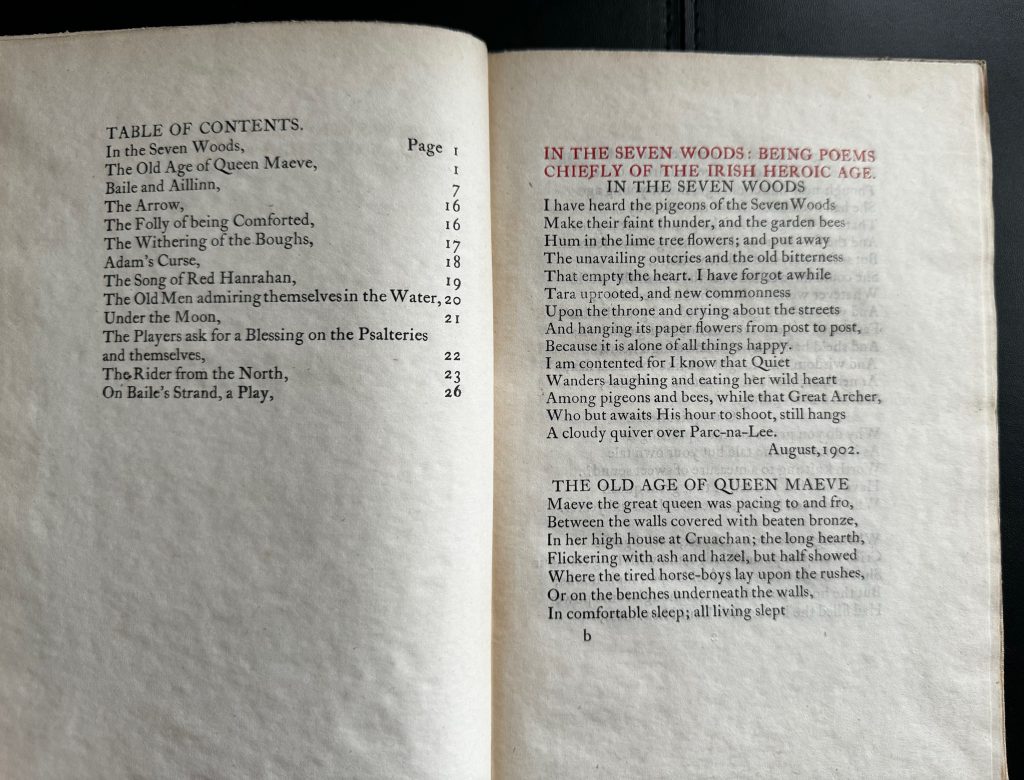 TABLE OF CONTENTS.
In the Seven Woods, Page 1
The Old Age of Queen Maeve, 1
Baile and Aillinn, 7
The Arrow, 16
The Folly of being Comforted, 16
The Withering of the Boughs, 17
Adam's Curse, 18
The Song of Red Hanrahan, 19
The Old Men admiring themselves in the Water, 20
Under the Moon, 21
The Players ask for a Blessing on the Psalteries
and themselves, 22
The Rider from the North, 23
On Baile's Strand, a Play, 26
IN THE SEVEN WOODS: BEING POEMS
CHIEFLY OF THE IRISH HEROIC AGE.
IN THE SEVEN WOODS
I have heard the pigeons of the Seven Woods
Make their faint thunder, and the garden bees
Hum in the lime tree flowers; and put away
The unavailing outcries and the old bitterness
That empty the heart. I have forgot awhile
Tara uprooted, and new commonness
Upon the throne and crying about the streets
And hanging its paper flowers from post to post,
Because it is alone of all things happy.
I am contented for I know that Quiet
Wanders laughing and eating her wild heart
Among pigeons and bees, while that Great Archer,
Who but awaits His hour to shoot, still hangs
A cloudy quiver over Parc-na-Lee.
August, 1902.
THE OLD AGE OF QUEEN MAEVE
Maeve the great queen was pacing to and fro,
Between the walls covered with beaten bronze,
In her high house at Cruachan; the long hearth,
Flickering with ash and hazel, but half showed
Where the tired horse-boys lay upon the rushes,
Or on the benches underneath the walls,
In comfortable sleep; all living slept
b